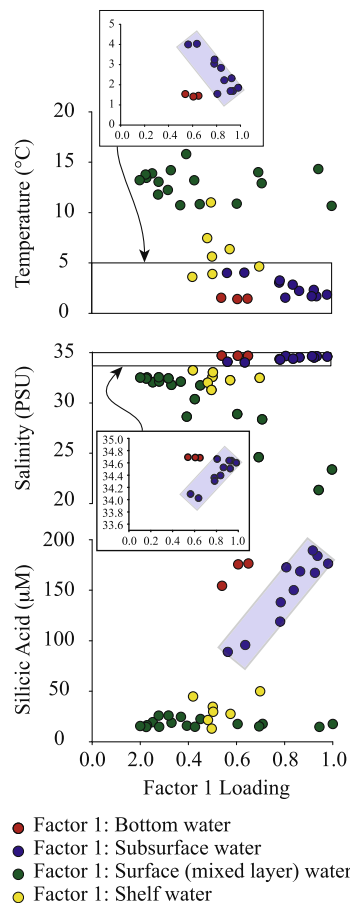 5
4
3
2
1
0
0.0 0.2 0.4 0.6 0.8 1.0
20
15
10
5
0
Temperature (°C)
35
30
25
20
Salinity (PSU)
35.0
34.8
34.6
34.4
34.2
34.0
33.8
33.6
0.0 0.2 0.4 0.6 0.8 1.0
200
150
100
50
0
Silicic Acid (µM)
0.0 0.2 0.4 0.6 0.8 1.0
Factor 1 Loading
Factor 1: Bottom water
Factor 1: Subsurface water
Factor 1: Surface (mixed layer) water
Factor 1: Shelf water